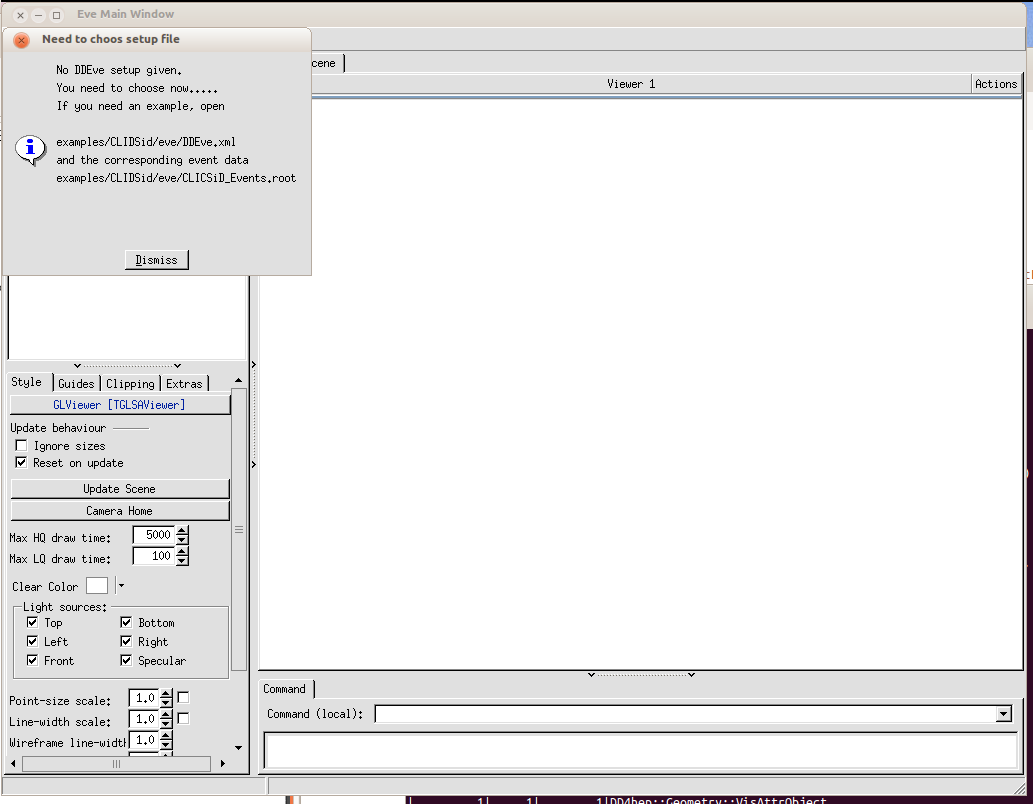 Eve Main Window
Need to choos setup file
No DDEve setup given.
You need to choose now.....
If you need an example, open
examples/CLIDSid/eve/DDEve.xml
and the corresponding event data
examples/CLIDSid/eve/CLICSiD_Events.root
Dismiss
cene
Viewer 1
Actions
Style
Guides
Clipping
Extras
GLViewer [TGLSAViewer]
Update behaviour
Ignore sizes
Reset on update
Update Scene
Camera Home
Max HQ draw time: 5000
Max LQ draw time: 100
Clear Color
Light sources:
Top
Bottom
Left
Right
Front
Specular
Point-size scale: 1.0
Line-width scale: 1.0
Wireframe line-widt 1.0
Command
Command (local):
1| 1| 1|DD4hep::Geometry::VisAttrObject